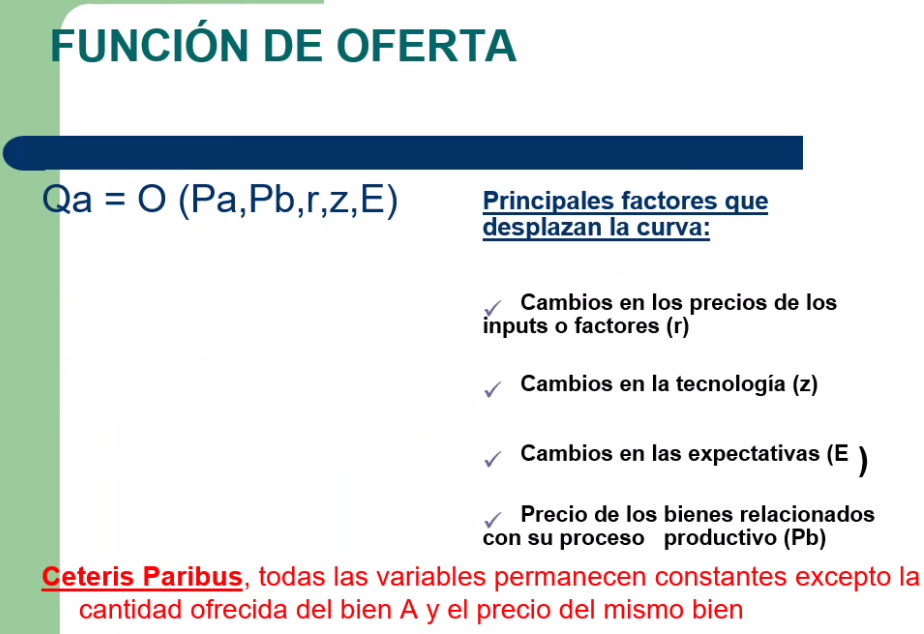 FUNCIÓN DE OFERTA
Qa = O (Pa,Pb,r,z,E)
Principales factores que
desplazan la curva:
✓ Cambios en los precios de los
inputs o factores (r)
✓ Cambios en la tecnología (z)
✓ Cambios en las expectativas (E )
✓ Precio de los bienes relacionados
con su proceso productivo (Pb)
Ceteris Paribus, todas las variables permanecen constantes excepto la
cantidad ofrecida del bien A y el precio del mismo bien